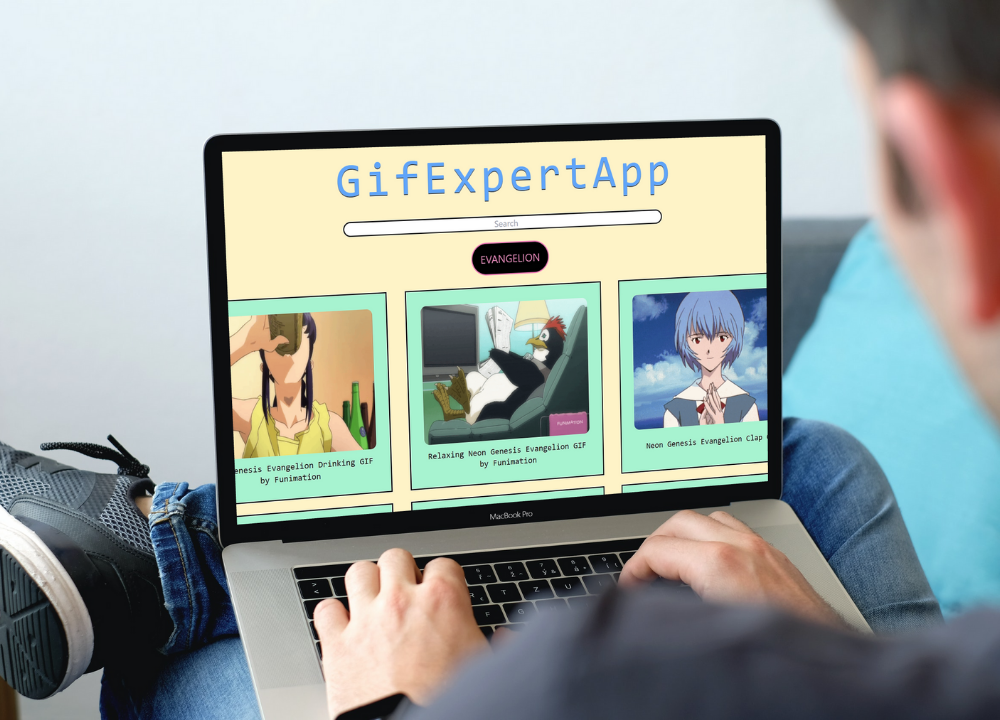 GifExpertApp
Search
EVANGELION
enesis Evangelion Drinking GIF
by Funimation
Relaxing Neon Genesis Evangelion GIF
by Funimation
Neon Genesis Evangelion Clap
FUNIMATION
MacBook Pro
T Z U